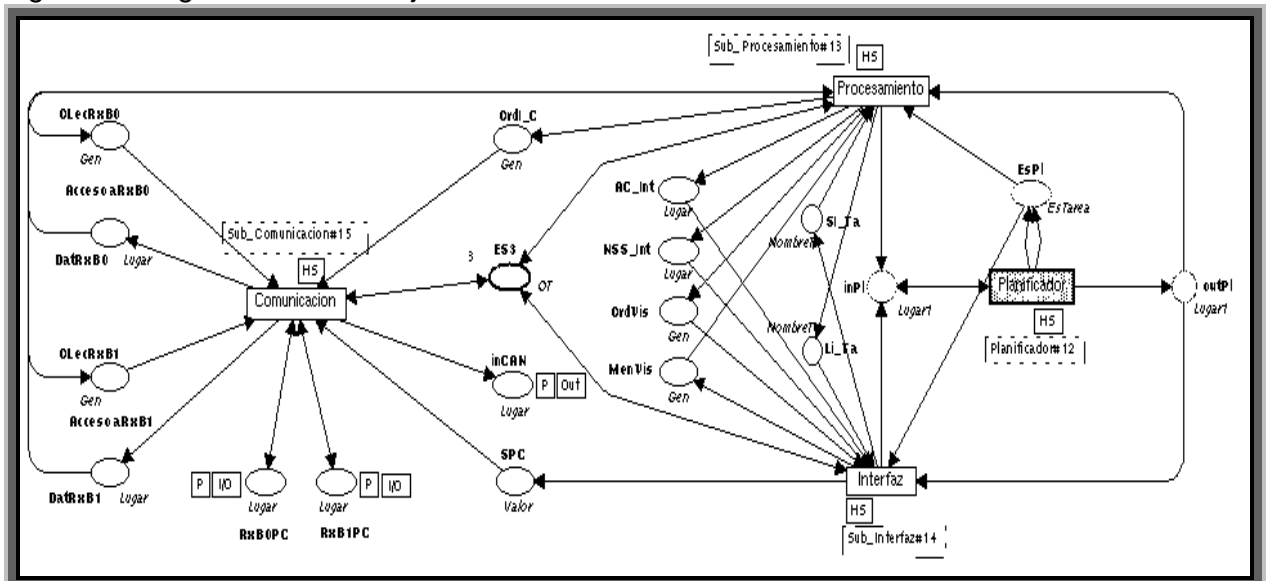 Sub_Procesamiento#13
HS
Procesamiento
OLecRxB0
Gen
AccesoaRxB0
DatRxB0 Lugar
OrdI_C
Gen
Sub_Comunicacion#15
HS
Comunicacion
3 ES3
OT
AC_Int
Lugar
NSS_Int
Lugar
OrdVis
Gen
MenVis
Gen
SI_Ta
NombreT
NombreT
Li_Ta
EsPl
EsTarea
inPl
Lugar1
Planificador
HS
Planificador#12
outPl
Lugar1
OLecRxB1
Gen
AccesoaRxB1
DatRxB1 Lugar
inCAN
P Out
Lugar
P I/O
Lugar
RxB0PC
P I/O
Lugar
RxB1PC
SPC
Valor
Interfaz
HS
Sub_Interfaz#14